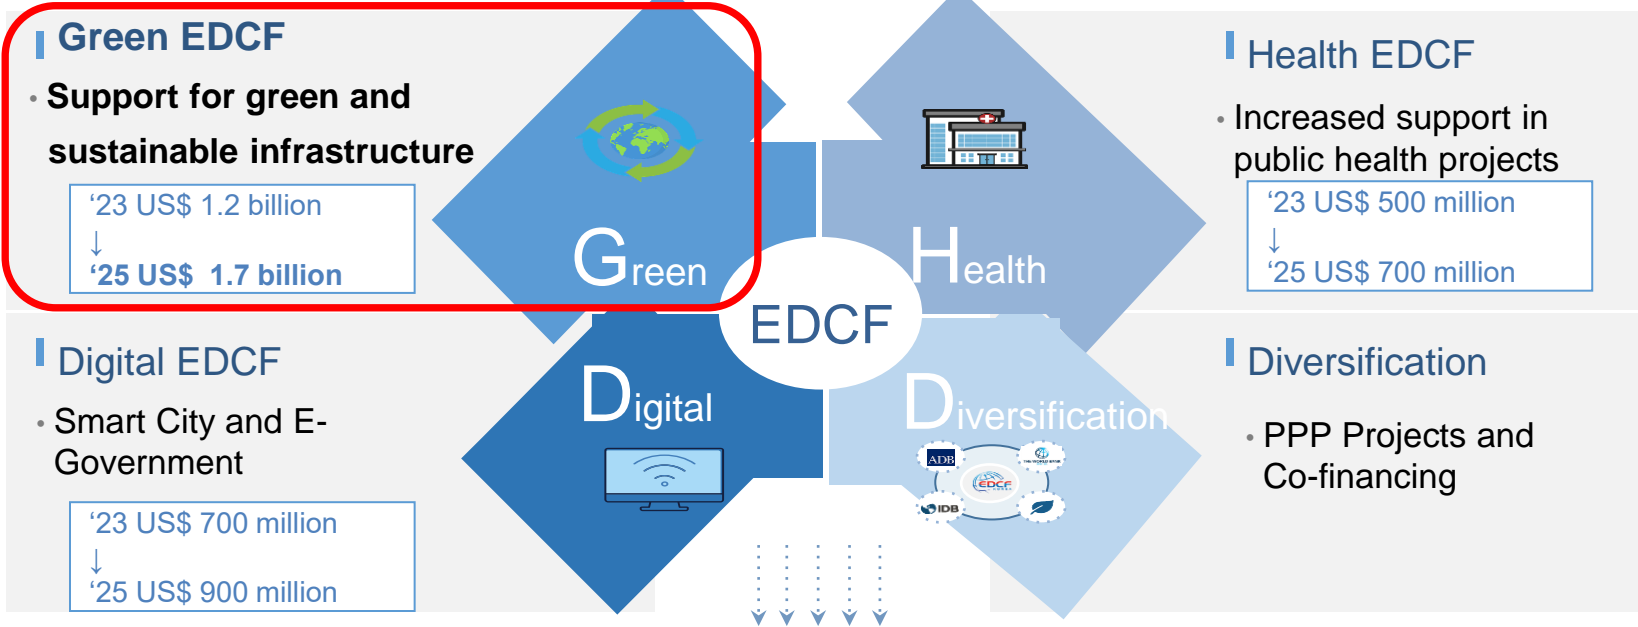 Green EDCF
• Support for green and
sustainable infrastructure
‘23 US$ 1.2 billion
↓
‘25 US$ 1.7 billion
Green
Health
Health EDCF
• Increased support in
public health projects
‘23 US$ 500 million
↓
‘25 US$ 700 million
EDCF
Digital EDCF
• Smart City and E-
Government
‘23 US$ 700 million
↓
‘25 US$ 900 million
Digital
Diversification
ADB
THE WORLD BANK
EDCF
IDB
Diversification
• PPP Projects and
Co-financing